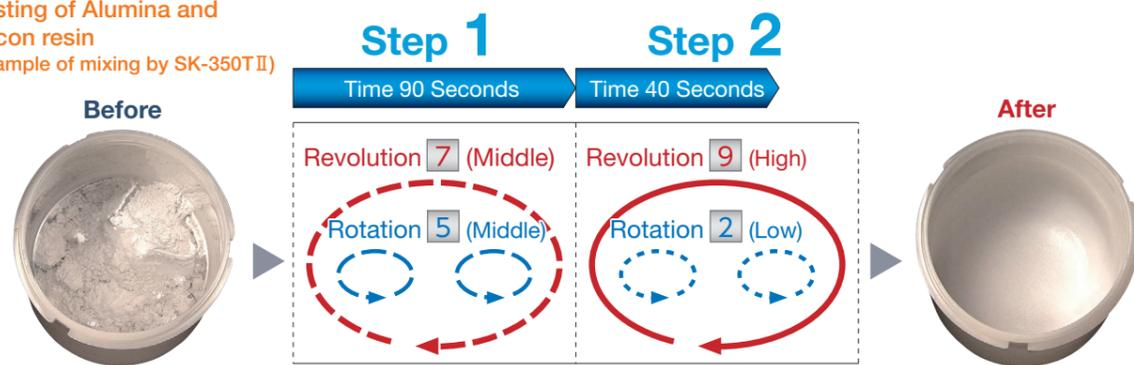 sting of Alumina and
con resin
ample of mixing by SK-350TⅡ)
Step 1
Step 2
Time 90 Seconds
Time 40 Seconds
Before
After
Revolution 7 (Middle)
Rotation 5 (Middle)
Revolution 9 (High)
Rotation 2 (Low)